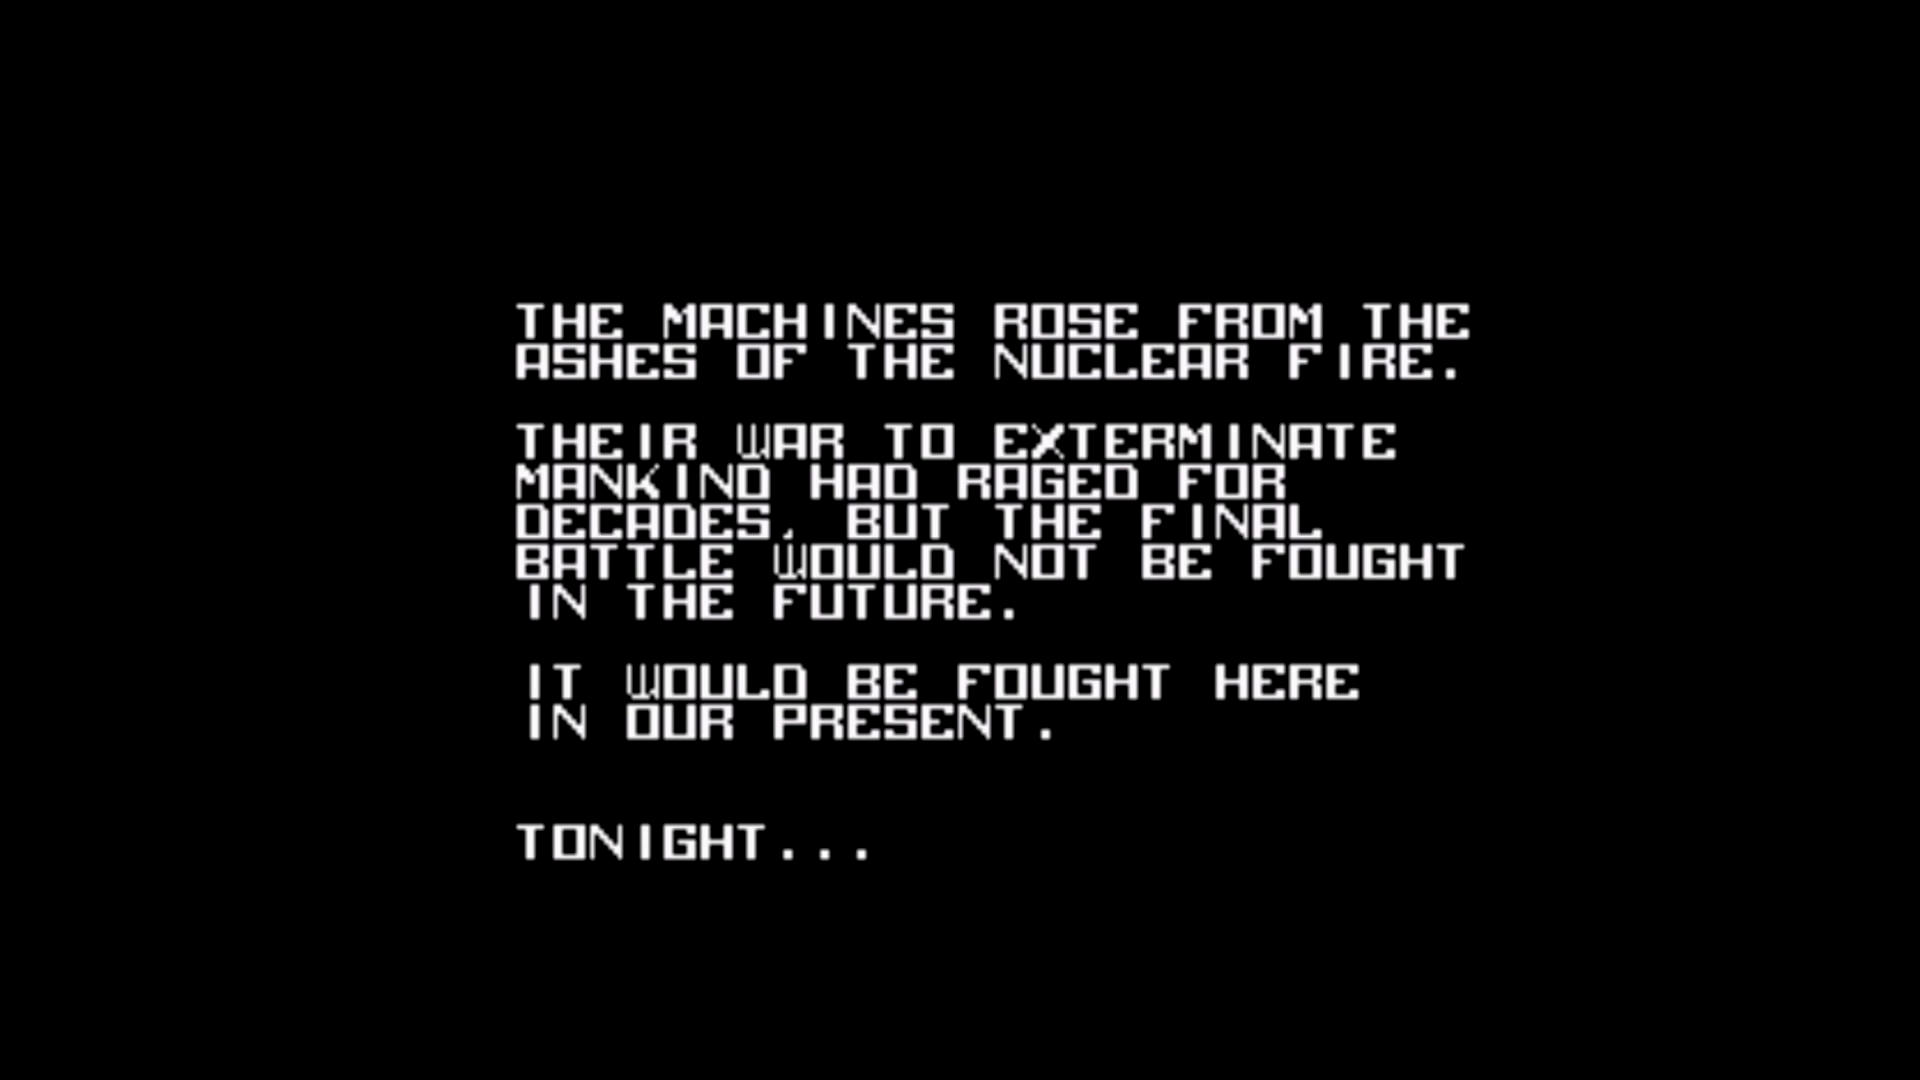 THE MACHINES ROSE FROM THE
ASHES OF THE NUCLEAR FIRE.
THEIR WAR TO EXTERMINATE
MANKIND HAD RAGED FOR
DECADES, BUT THE FINAL
BATTLE WOULD NOT BE FOUGHT
IN THE FUTURE.
IT WOULD BE FOUGHT HERE
IN OUR PRESENT.
TONIGHT...